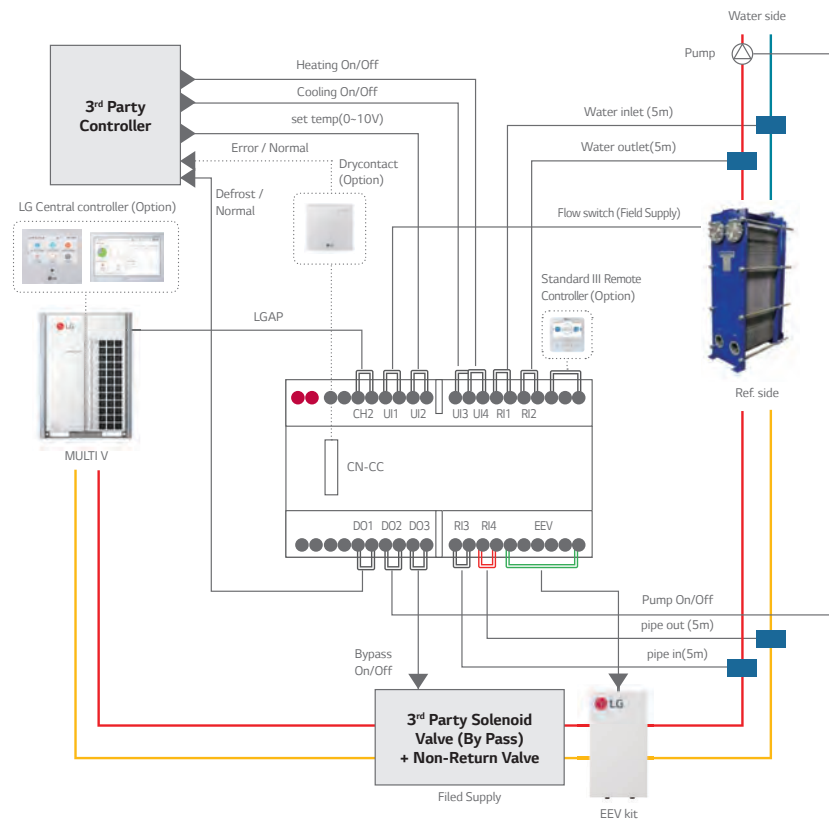 Water side
Pump
Heating On/Off
3rd Party
Controller
Cooling On/Off
set temp(0~10V)
Water inlet (5m)
Error / Normal
Drycontact
(Option)
Water outlet(5m)
Defrost /
Normal
LG Central controller (Option)
Flow switch (Field Supply)
Standard III Remote
Controller (Option)
LG
LGAP
Ref. side
CH2 UI1 UI2 UI3 UI4 RI1 RI2
MULTI V
CN-CC
DO1 DO2 DO3 RI3 RI4 EEV
Pump On/Off
pipe out (5m)
Bypass
On/Off
pipe in(5m)
LG
3rd Party Solenoid
Valve (By Pass)
+ Non-Return Valve
Filed Supply
EEV kit